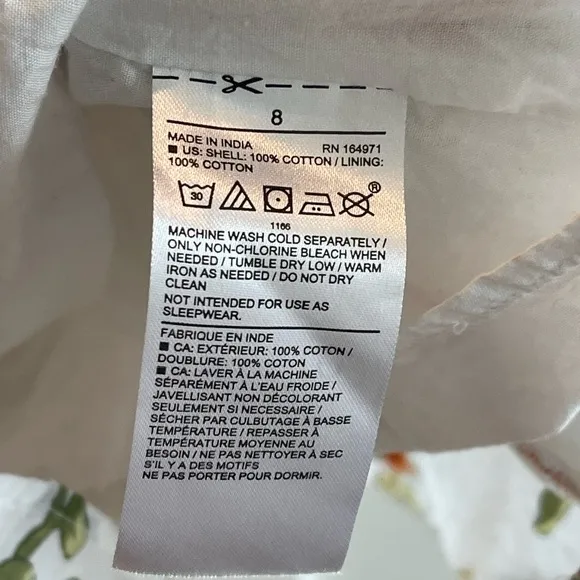 8
MADE IN INDIA RN 164971
■ US: SHELL: 100% COTTON / LINING:
100% COTTON
30
®
1166
MACHINE WASH COLD SEPARATELY /
ONLY NON-CHLORINE BLEACH WHEN
NEEDED / TUMBLE DRY LOW / WARM
IRON AS NEEDED / DO NOT DRY
CLEAN
NOT INTENDED FOR USE AS
SLEEPWEAR.
FABRIQUE EN INDE
■ CA: EXTÉRIEUR: 100% COTON /
DOUBLURE: 100% COTON
■ CA: LAVER À LA MACHINE
SÉPARÉMENT À L'EAU FROIDE /
JAVELLISANT NON DÉCOLORANT
SEULEMENT SI NECESSAIRE /
SÉCHER PAR CULBUTAGE À BASSE
TEMPÉRATURE / REPASSER À
TEMPÉRATURE MOYENNE AU
BESOIN / NE PAS NETTOYER À SEC
S'IL Y A DES MOTIFS
NE PAS PORTER POUR DORMIR.